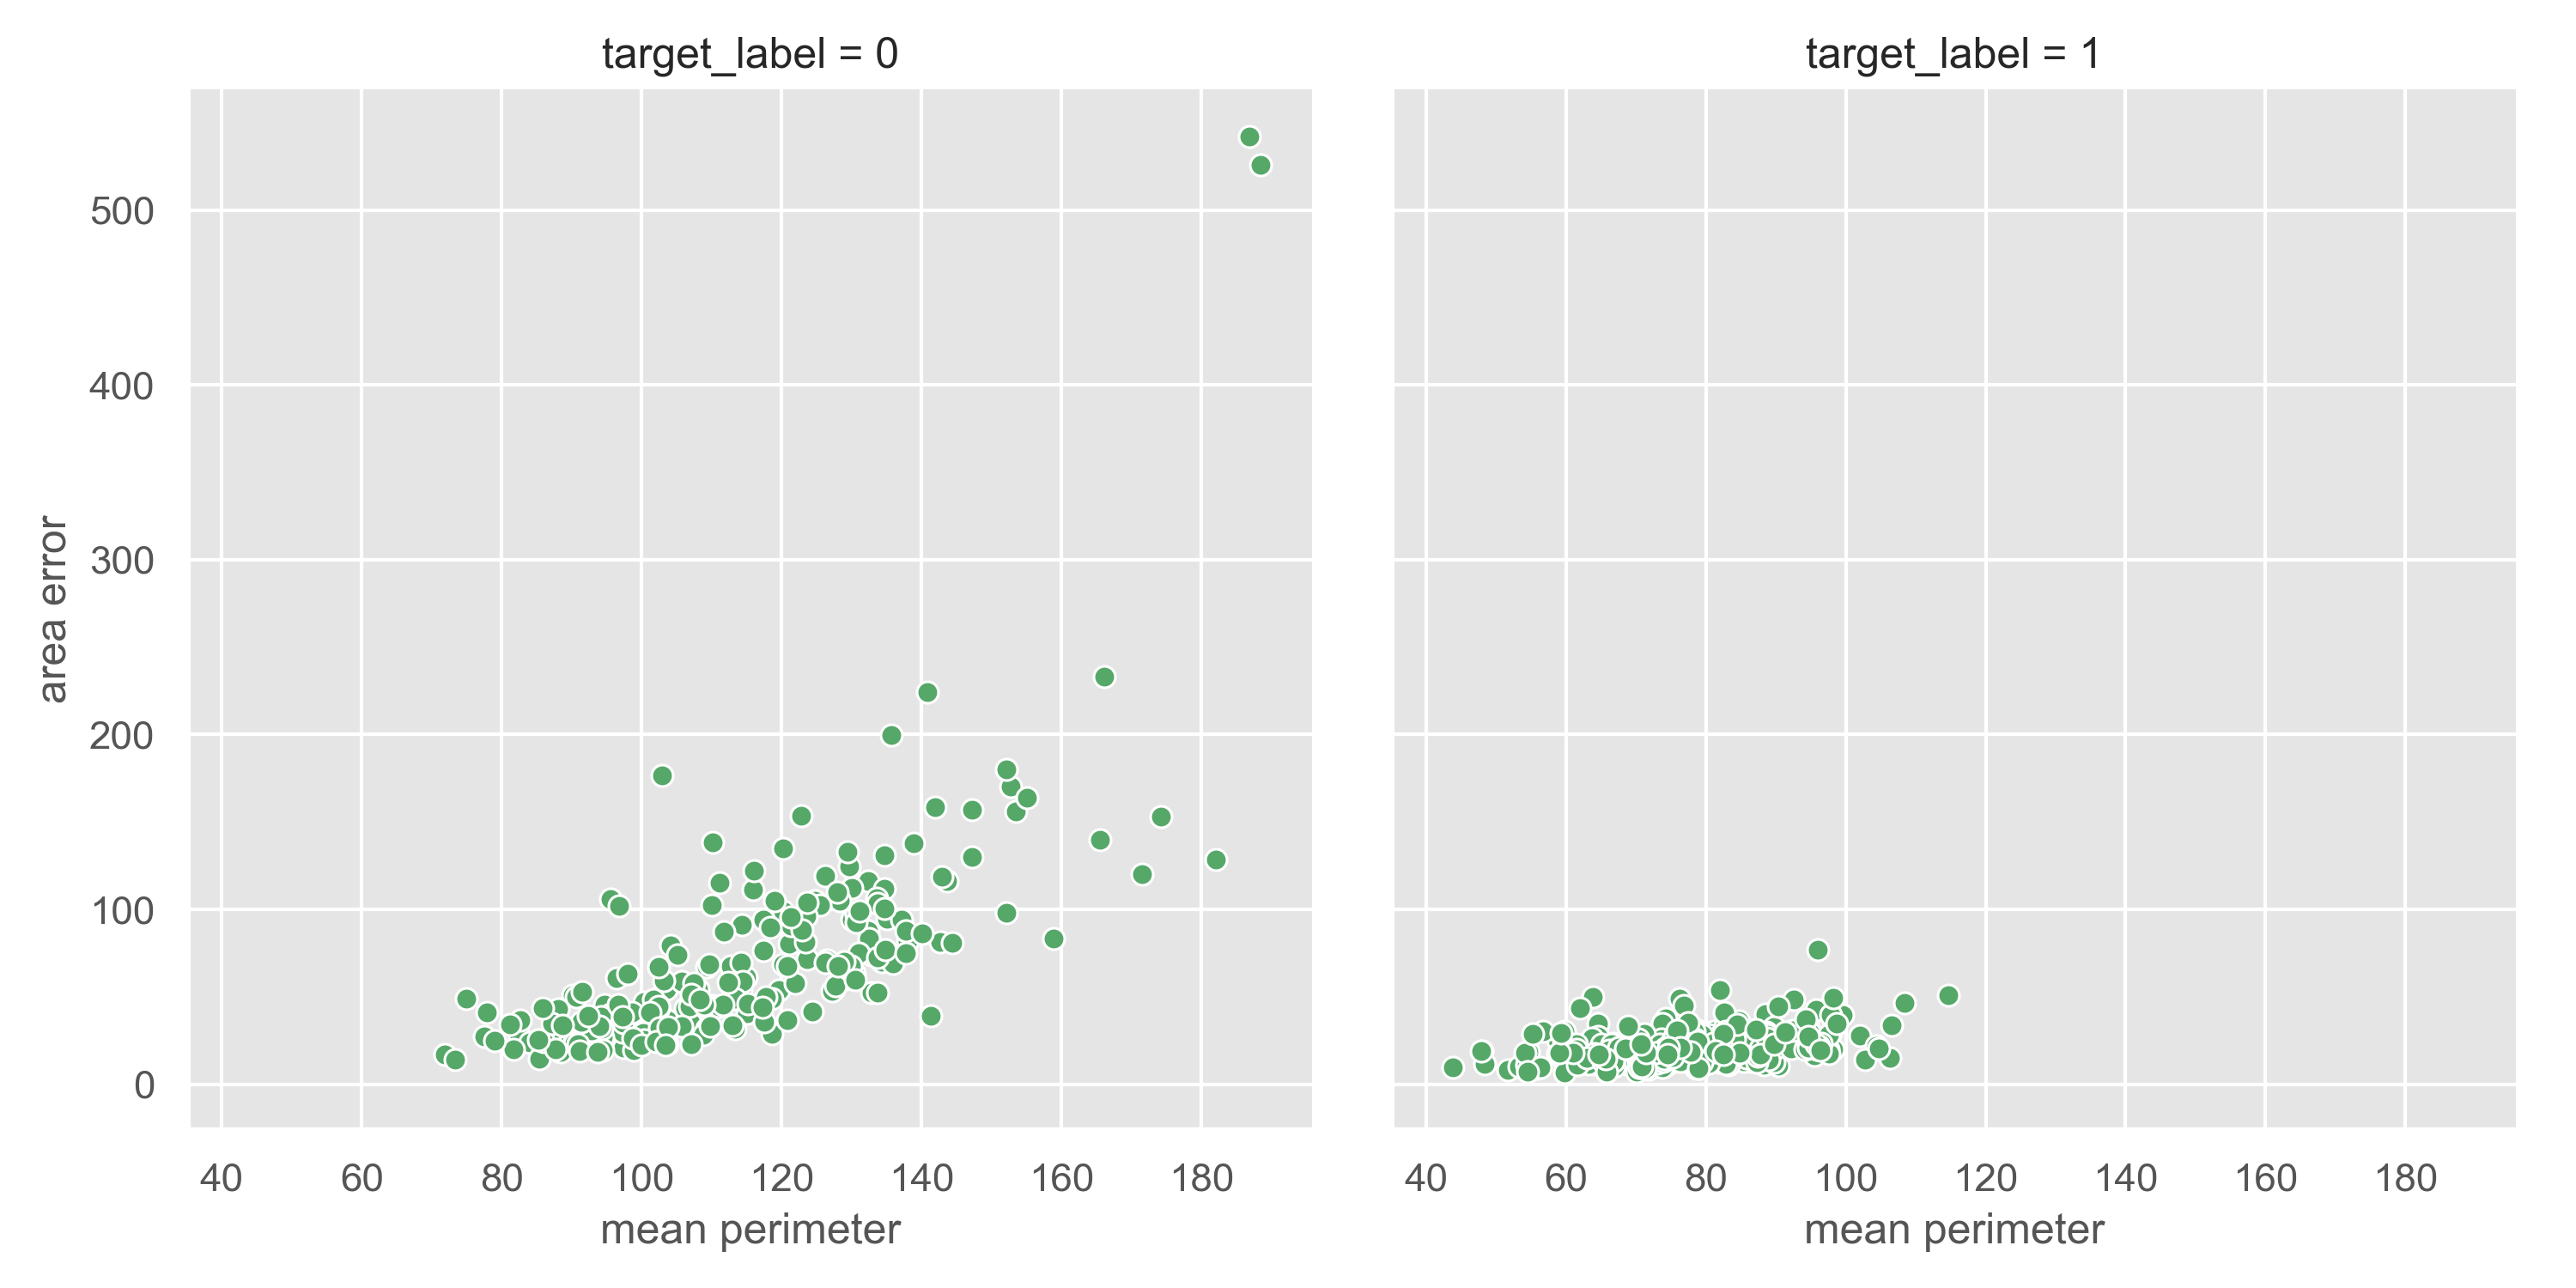 target_label = 0
target_label = 1
500
400
300
200
100
0
area error
40 60 80 100 120 140 160 180
40 60 80 100 120 140 160 180
mean perimeter
mean perimeter